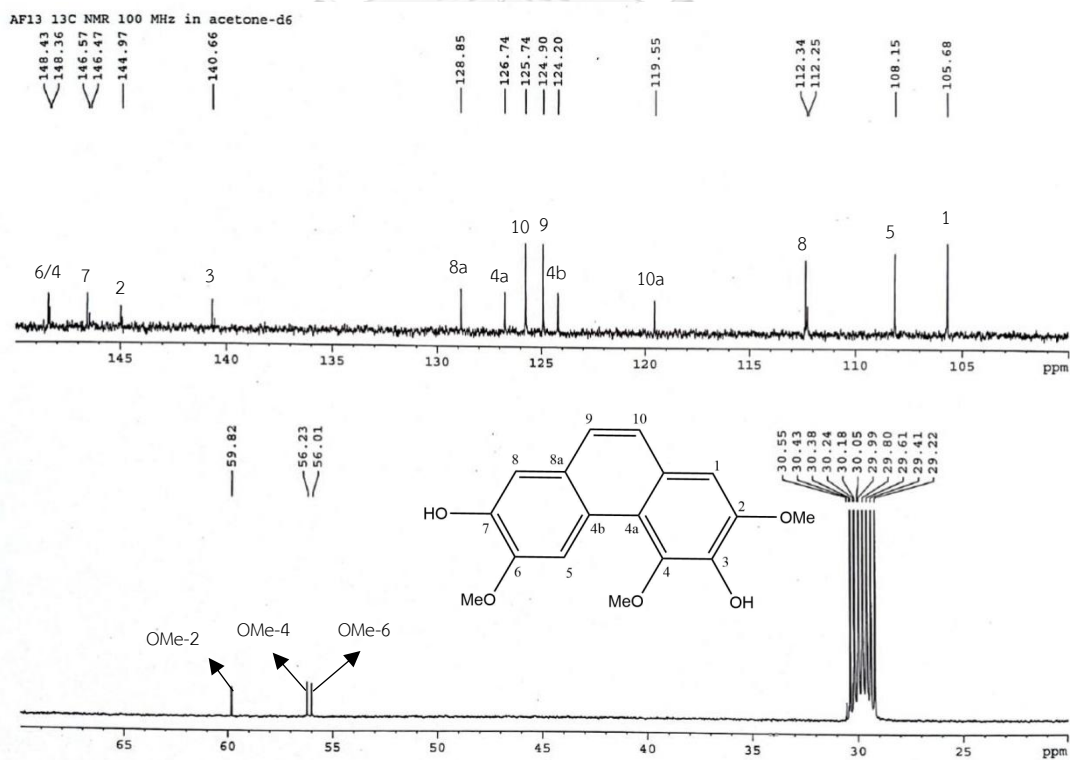 AF13 13C NMR 100 MHz in acetone-d6
148.43
148.36
146.57
146.47
144.97
140.66
128.85
126.74
125.74
124.90
124.20
119.55
112.34
112.25
108.15
105.68
6/4
7
2
3
8a
4a
10
9
4b
10a
8
5
1
145 140 135 130 125 120 115 110 105 ppm
59.82
56.23
56.01
30.55
30.43
30.38
30.24
30.18
30.05
29.99
29.80
29.61
29.41
29.22
9 10
8 8a 1
HO 7 4b 4a 2 OMe
6 5 4 3
MeO MeO OH
OMe-2
OMe-4
OMe-6
65 60 55 50 45 40 35 30 25 ppm